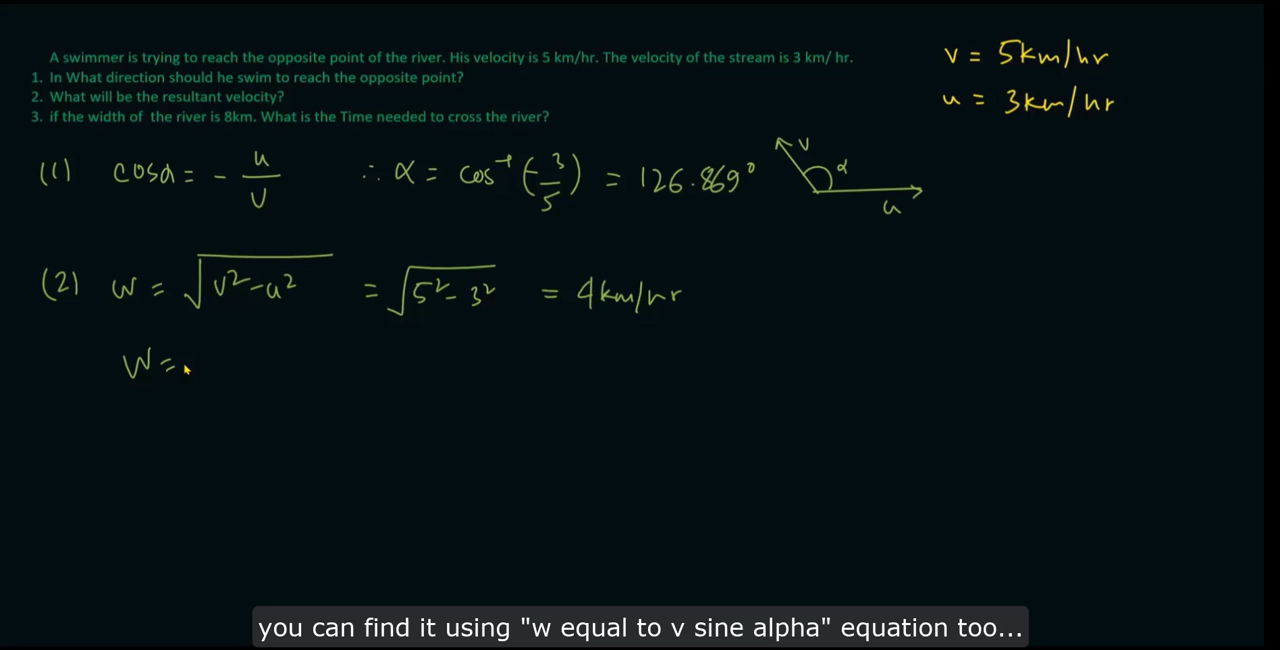 A swimmer is trying to reach the opposite point of the river. His velocity is 5 km/hr. The velocity of the stream is 3 km/ hr.
1. In What direction should he swim to reach the opposite point?
2. What will be the resultant velocity?
3. if the width of the river is 8km. What is the Time needed to cross the river?
v = 5km/hr
u = 3km/hr
(1) cosα = - u/v ∴ α = cos⁻¹ (-3/5) = 126.869°
v
α
u
(2) w = √v²-u² = √5²-3² = 4km/hr
W =
you can find it using "w equal to v sine alpha" equation too...